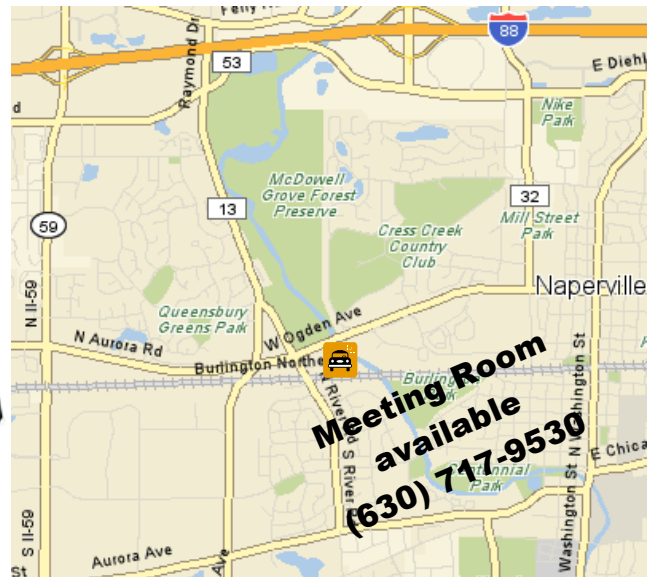 88
E Diehl
53
Raymond Dr
d
Nike
Park
McDowell
Grove Forest
Preserve
32
13
Mill Street
Park
59
Cress Creek
Country
Club
N Il-59
Naperville
Queensbury
Greens Park
W Ogden Ave
N Aurora Rd
Burlington Northe
Meeting Room
available
(630) 717-9530
S River
N Washington St
E Chica
Park
Washington St
S Il-59
Aurora Ave
Ave
St